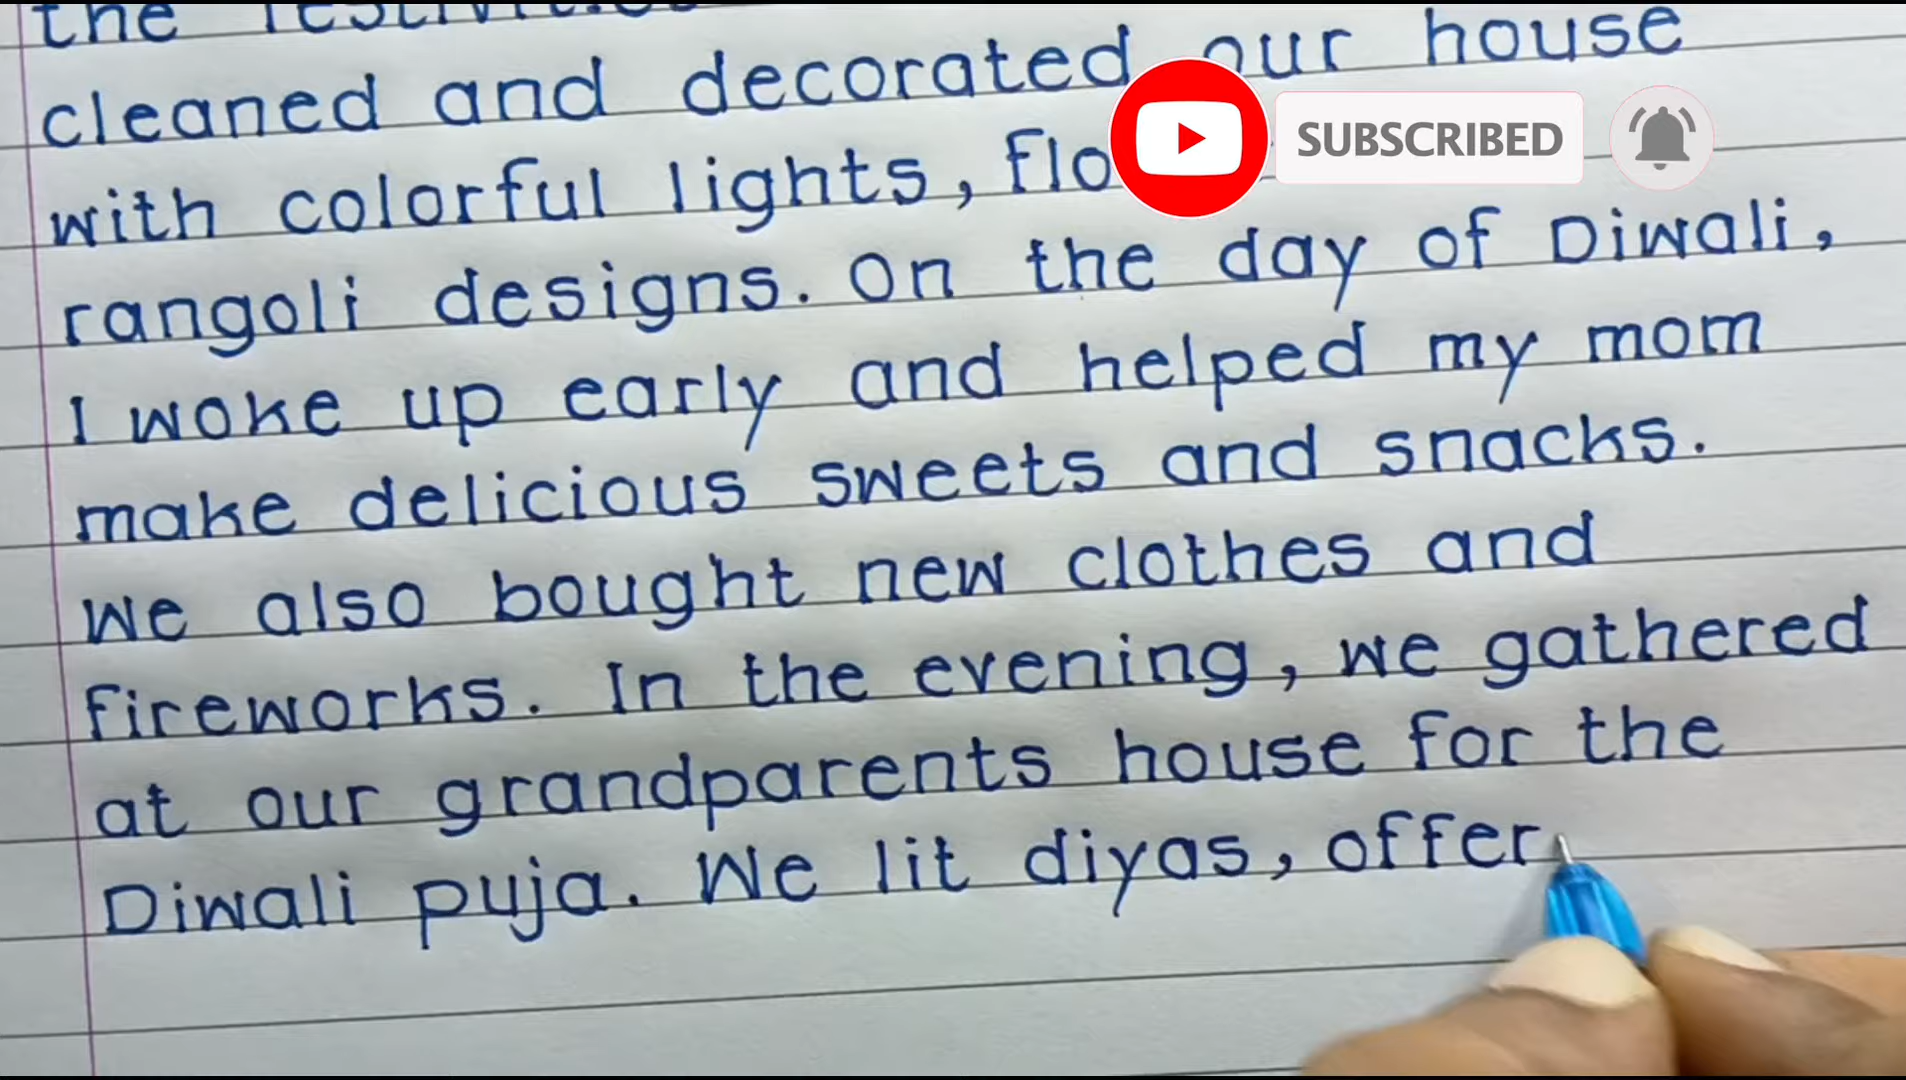 the festivities
cleaned and decorated our house
with colorful lights,
SUBSCRIBED
rangoli designs. On the day of Diwali,
I woke up early and helped my mom
make delicious sweets and snacks.
We also bought new clothes and
fireworks. In the evening, we gathered
at our grandparents house for the
Diwali puja. We lit diyas, offer